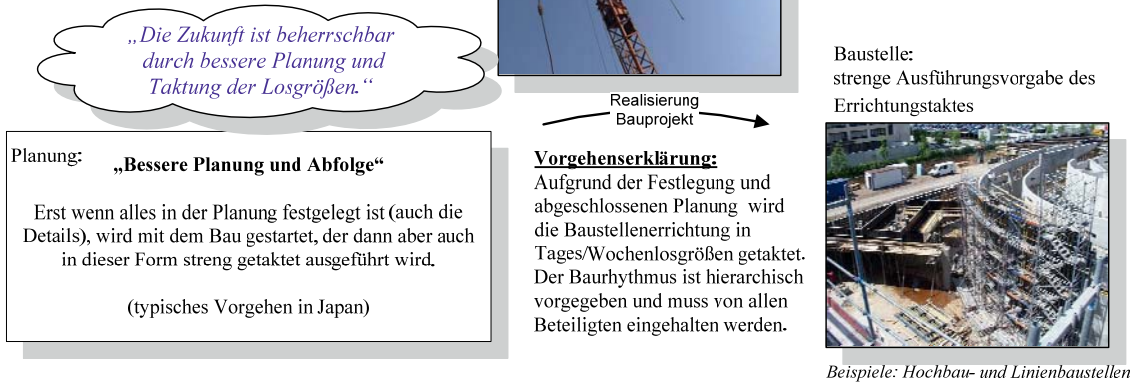 „Die Zukunft ist beherrschbar
durch bessere Planung und
Taktung der Losgrößen.“
Planung:
„Bessere Planung und Abfolge“
Erst wenn alles in der Planung festgelegt ist (auch die
Details), wird mit dem Bau gestartet, der dann aber auch
in dieser Form streng getaktet ausgeführt wird.
(typisches Vorgehen in Japan)
Realisierung
Bauprojekt
Vorgehenserklärung:
Aufgrund der Festlegung und
abgeschlossenen Planung wird
die Baustellenerrichtung in
Tages/Wochenlosgrößen getaktet.
Der Baurhythmus ist hierarchisch
vorgegeben und muss von allen
Beteiligten eingehalten werden.
Baustelle:
strenge Ausführungsvorgabe des
Errichtungstaktes
Beispiele: Hochbau- und Linienbaustellen